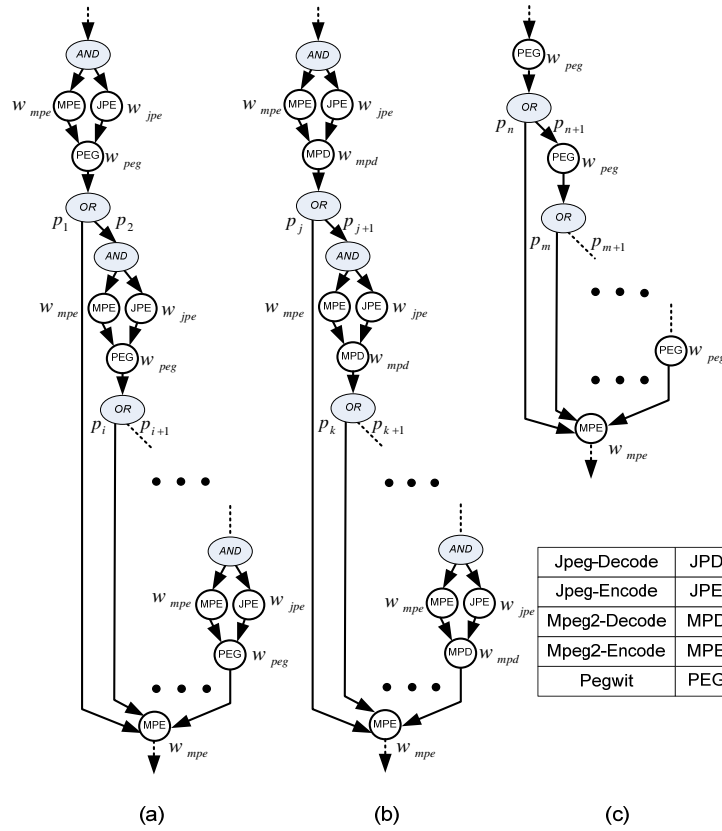 AND
w mpe MPE JPE w jpe
PEG w peg
OR
p 1 p 2
AND
w mpe MPE JPE w jpe
PEG w peg
OR
p i p i+1
• • •
AND
w mpe MPE JPE w jpe
PEG w peg
• • •
MPE
w mpe
(a)
AND
w mpe MPE JPE w jpe
MPD w mpd
OR
p j p j+1
AND
w mpe MPE JPE w jpe
MPD w mpd
OR
p k p k+1
• • •
AND
w mpe MPE JPE w jpe
MPD w mpd
• • •
MPE
w mpe
(b)
PEG w peg
OR
p n p n+1
PEG w peg
OR
p m p m+1
• • •
PEG w peg
• • •
MPE
w mpe
Jpeg-Decode JPD
Jpeg-Encode JPE
Mpeg2-Decode MPD
Mpeg2-Encode MPE
Pegwit PEG
(c)